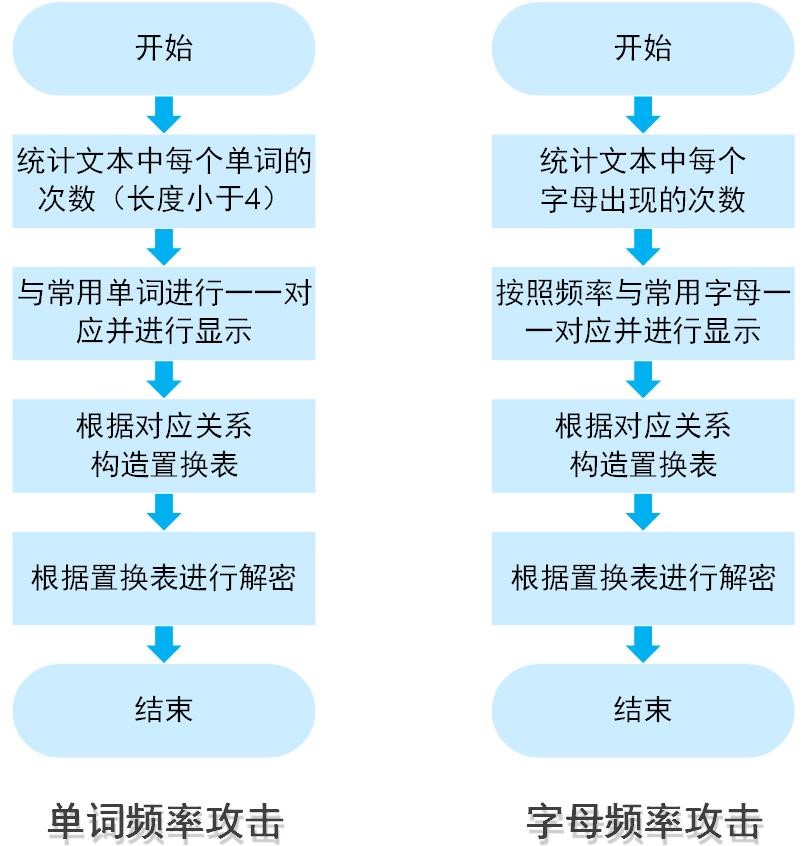 开始
统计文本中每个单词的
次数（长度小于4）
与常用单词进行一一对
应并进行显示
根据对应关系
构造置换表
根据置换表进行解密
结束
单词频率攻击
开始
统计文本中每个
字母出现的次数
按照频率与常用字母一
一对应并进行显示
根据对应关系
构造置换表
根据置换表进行解密
结束
字母频率攻击